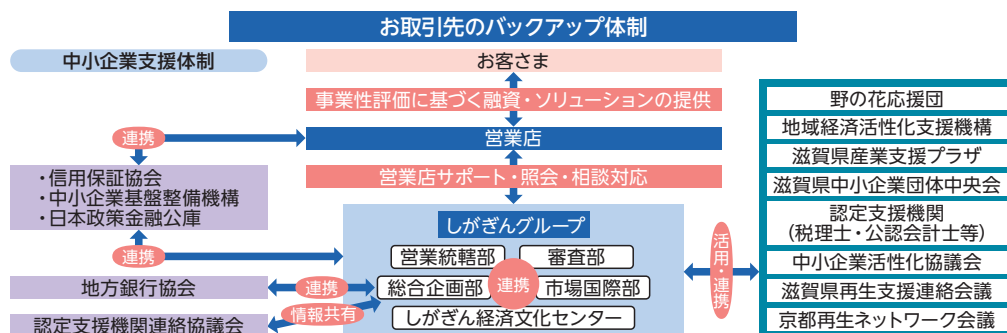 お取引先のバックアップ体制
中小企業支援体制
お客さま
事業性評価に基づく融資・ソリューションの提供
連携
営業店
・信用保証協会
・中小企業基盤整備機構
・日本政策金融公庫
営業店サポート・照会・相談対応
しがぎんグループ
連携
営業統轄部
審査部
地方銀行協会
連携
総合企画部
連携
市場国際部
情報共有
認定支援機関連絡協議会
しがぎん経済文化センター
活用・連携
野の花応援団
地域経済活性化支援機構
滋賀県産業支援プラザ
滋賀県中小企業団体中央会
認定支援機関
(税理士・公認会計士等)
中小企業活性化協議会
滋賀県再生支援連絡会議
京都再生ネットワーク会議